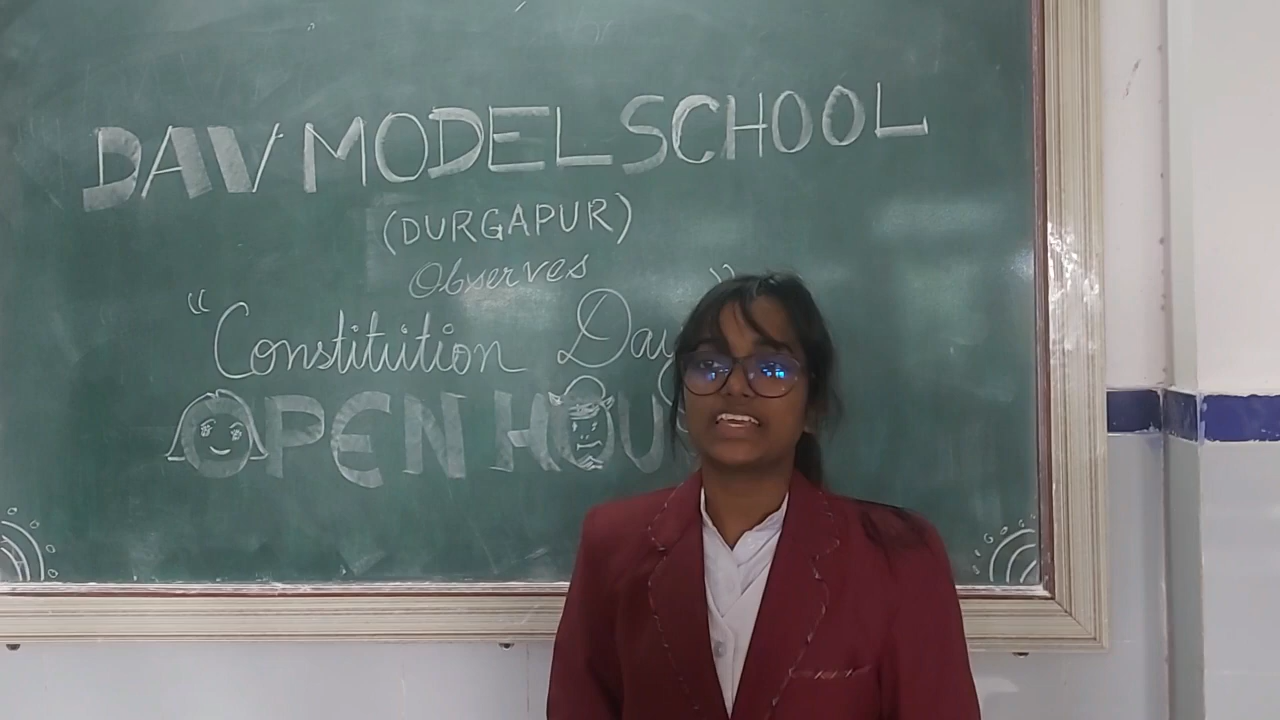 DAV MODEL SCHOOL
(DURGAPUR)
Observes
"Constitution Day"
OPEN HOU